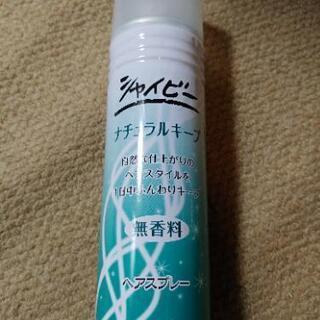 シャイビー
ナチュラルキープ
自然な仕上がりの
ヘアスタイルを
1日中ふんわりキープ
無香料
ヘアスプレー